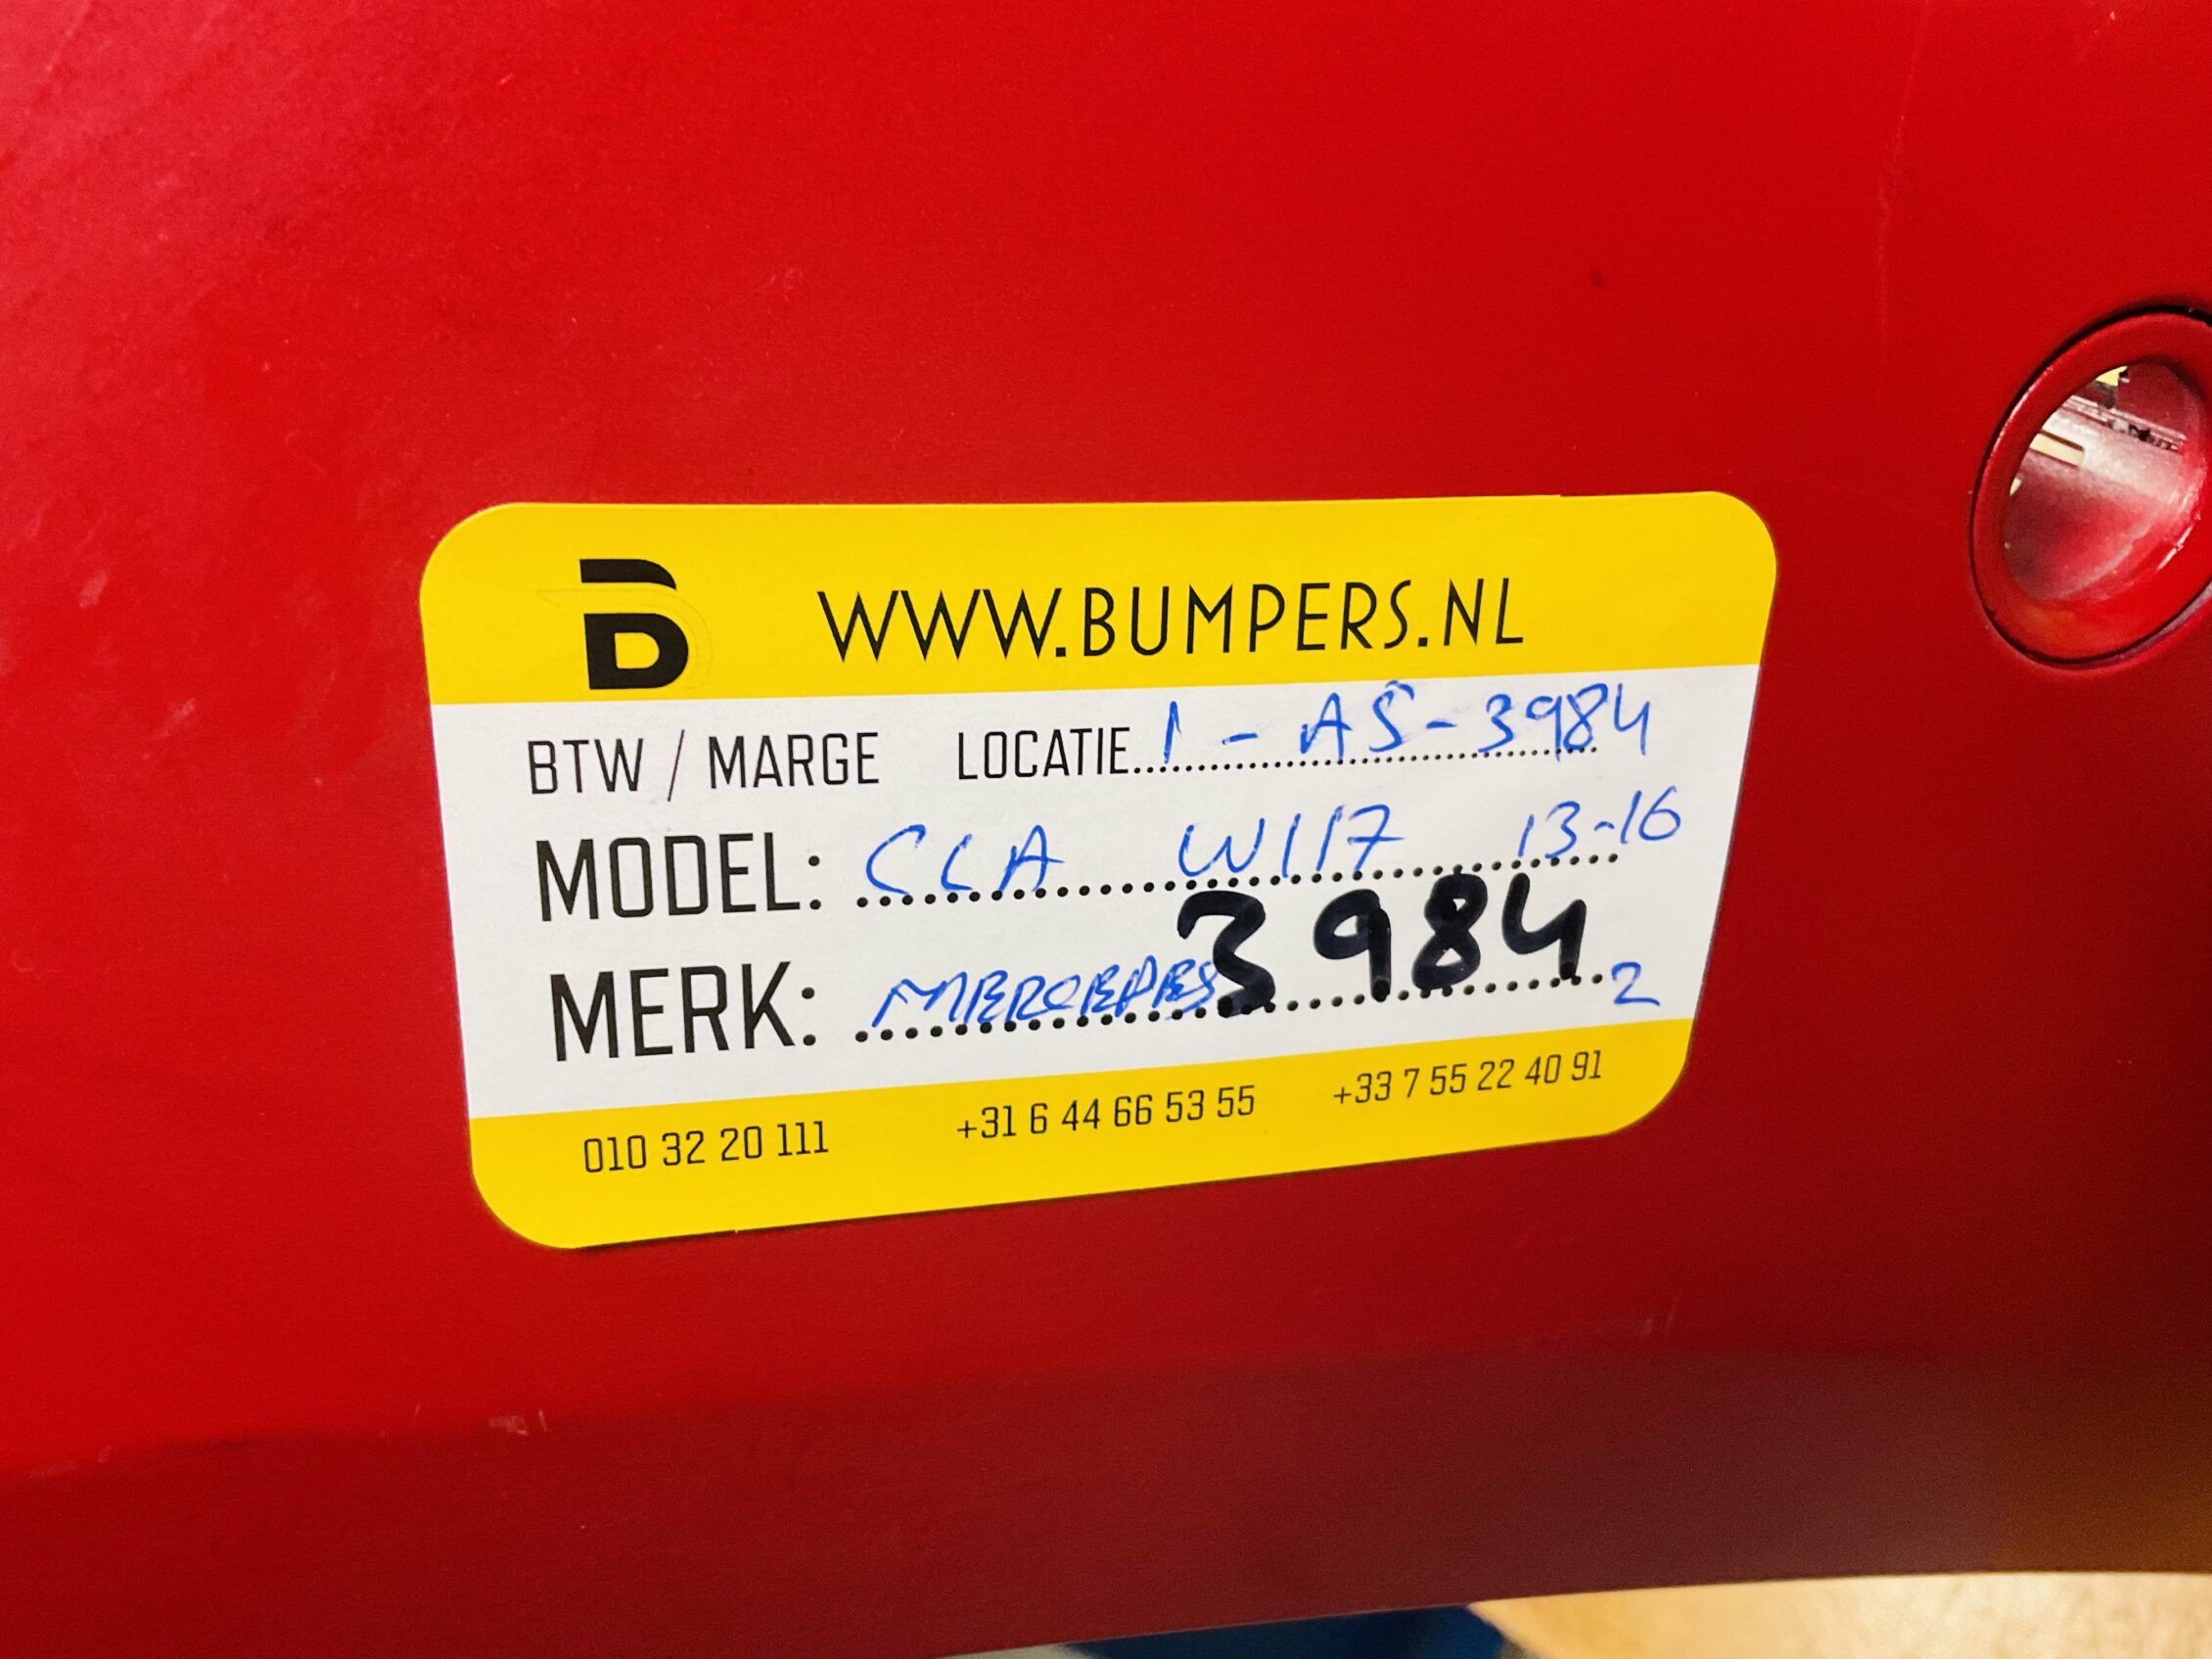 B WWW.BUMPERS.NL
BTW / MARGE LOCATIE 1 - AS - 3984
MODEL: CLA W117 13-16
3984
MERK: MERCEDES 2
010 32 20 111 +31 6 44 66 53 55 +33 7 55 22 40 91